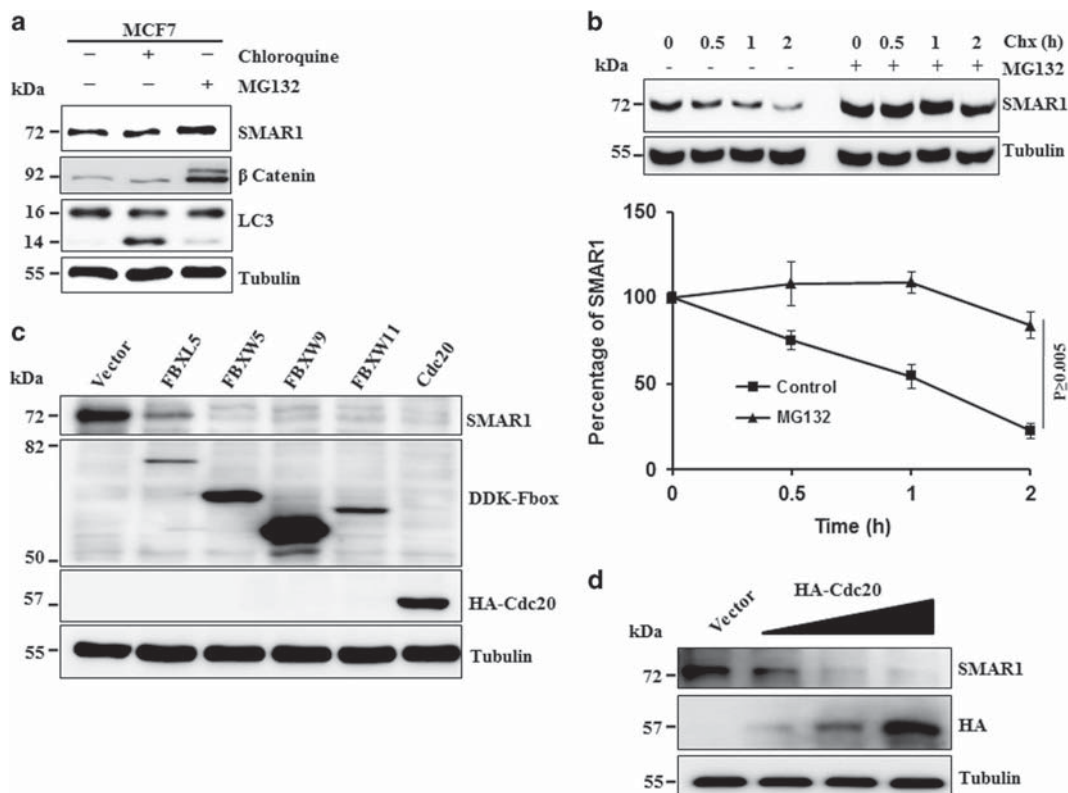 a
MCF7
– + – Chloroquine
kDa – – + MG132
72 SMAR1
92 β Catenin
16 LC3
14
55 Tubulin
b
0 0.5 1 2 0 0.5 1 2 Chx (h)
kDa - - - - + + + + MG132
72 SMAR1
55 Tubulin
150
100
50
0
Percentage of SMAR1
Control
MG132
P≥0.005
0 0.5 1 2
Time (h)
c
kDa Vector FBXL5 FBXW5 FBXW9 FBXW11 Cdc20
72 SMAR1
82
DDK-Fbox
50
57 HA-Cdc20
55 Tubulin
d
Vector HA-Cdc20
kDa
72 SMAR1
57 HA
55 Tubulin